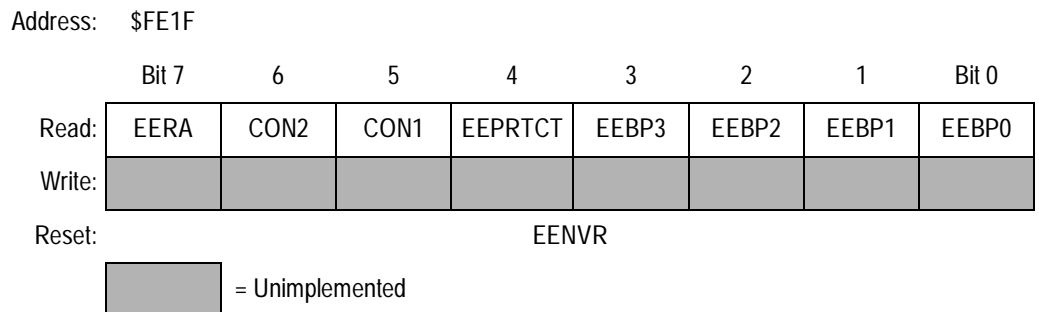 Address: $FE1F
Bit 7 6 5 4 3 2 1 Bit 0
Read: EERA CON2 CON1 EEPRTCT EEBP3 EEBP2 EEBP1 EEBP0
Write:
Reset: EENVR
= Unimplemented